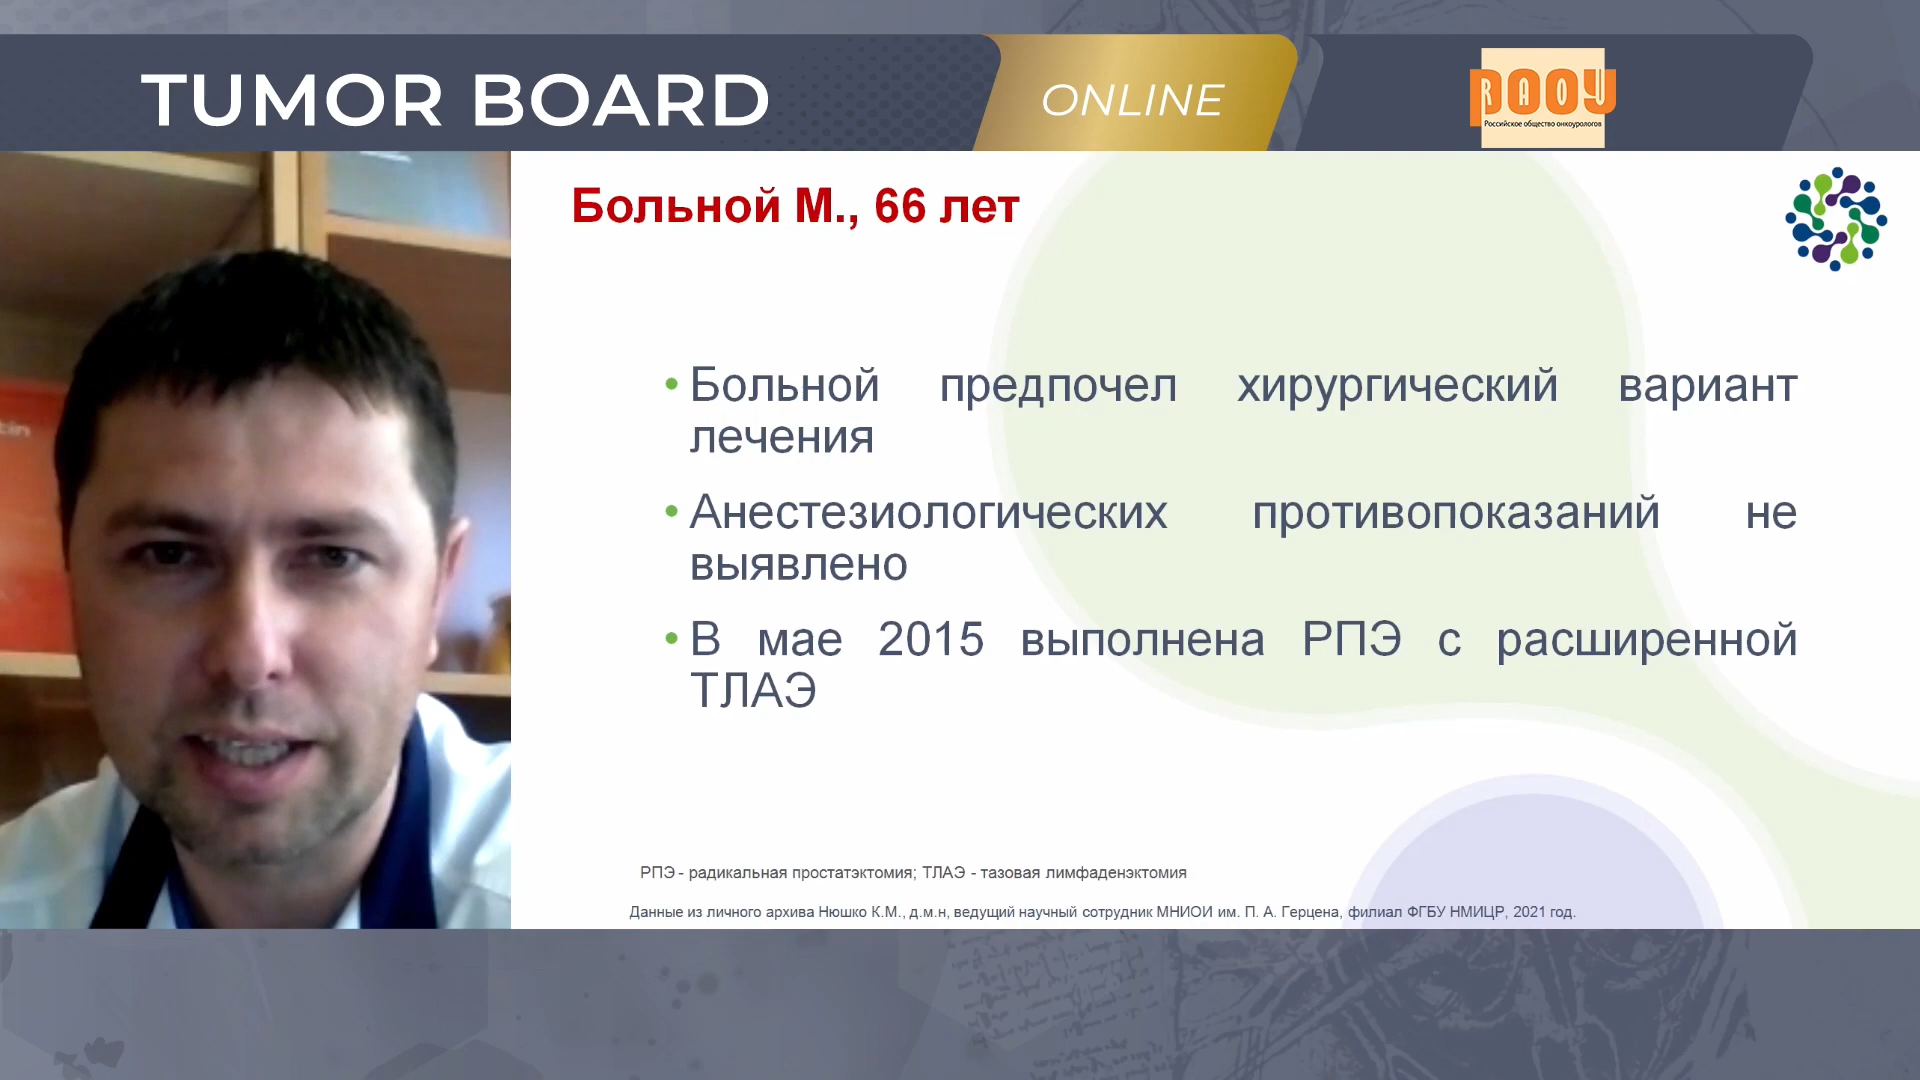 TUMOR BOARD
ONLINE
РАОУ
RAOU
Российское общество онкоурологов
Больной М., 66 лет
• Больной предпочел хирургический вариант
лечения
• Анестезиологических противопоказаний не
выявлено
• В мае 2015 выполнена РПЭ с расширенной
ТЛАЭ
РПЭ - радикальная простатэктомия; ТЛАЭ - тазовая лимфаденэктомия
Данные из личного архива Нюшко К.М., д.м.н, ведущий научный сотрудник МНИОИ им. П. А. Герцена, филиал ФГБУ НМИЦР, 2021 год.